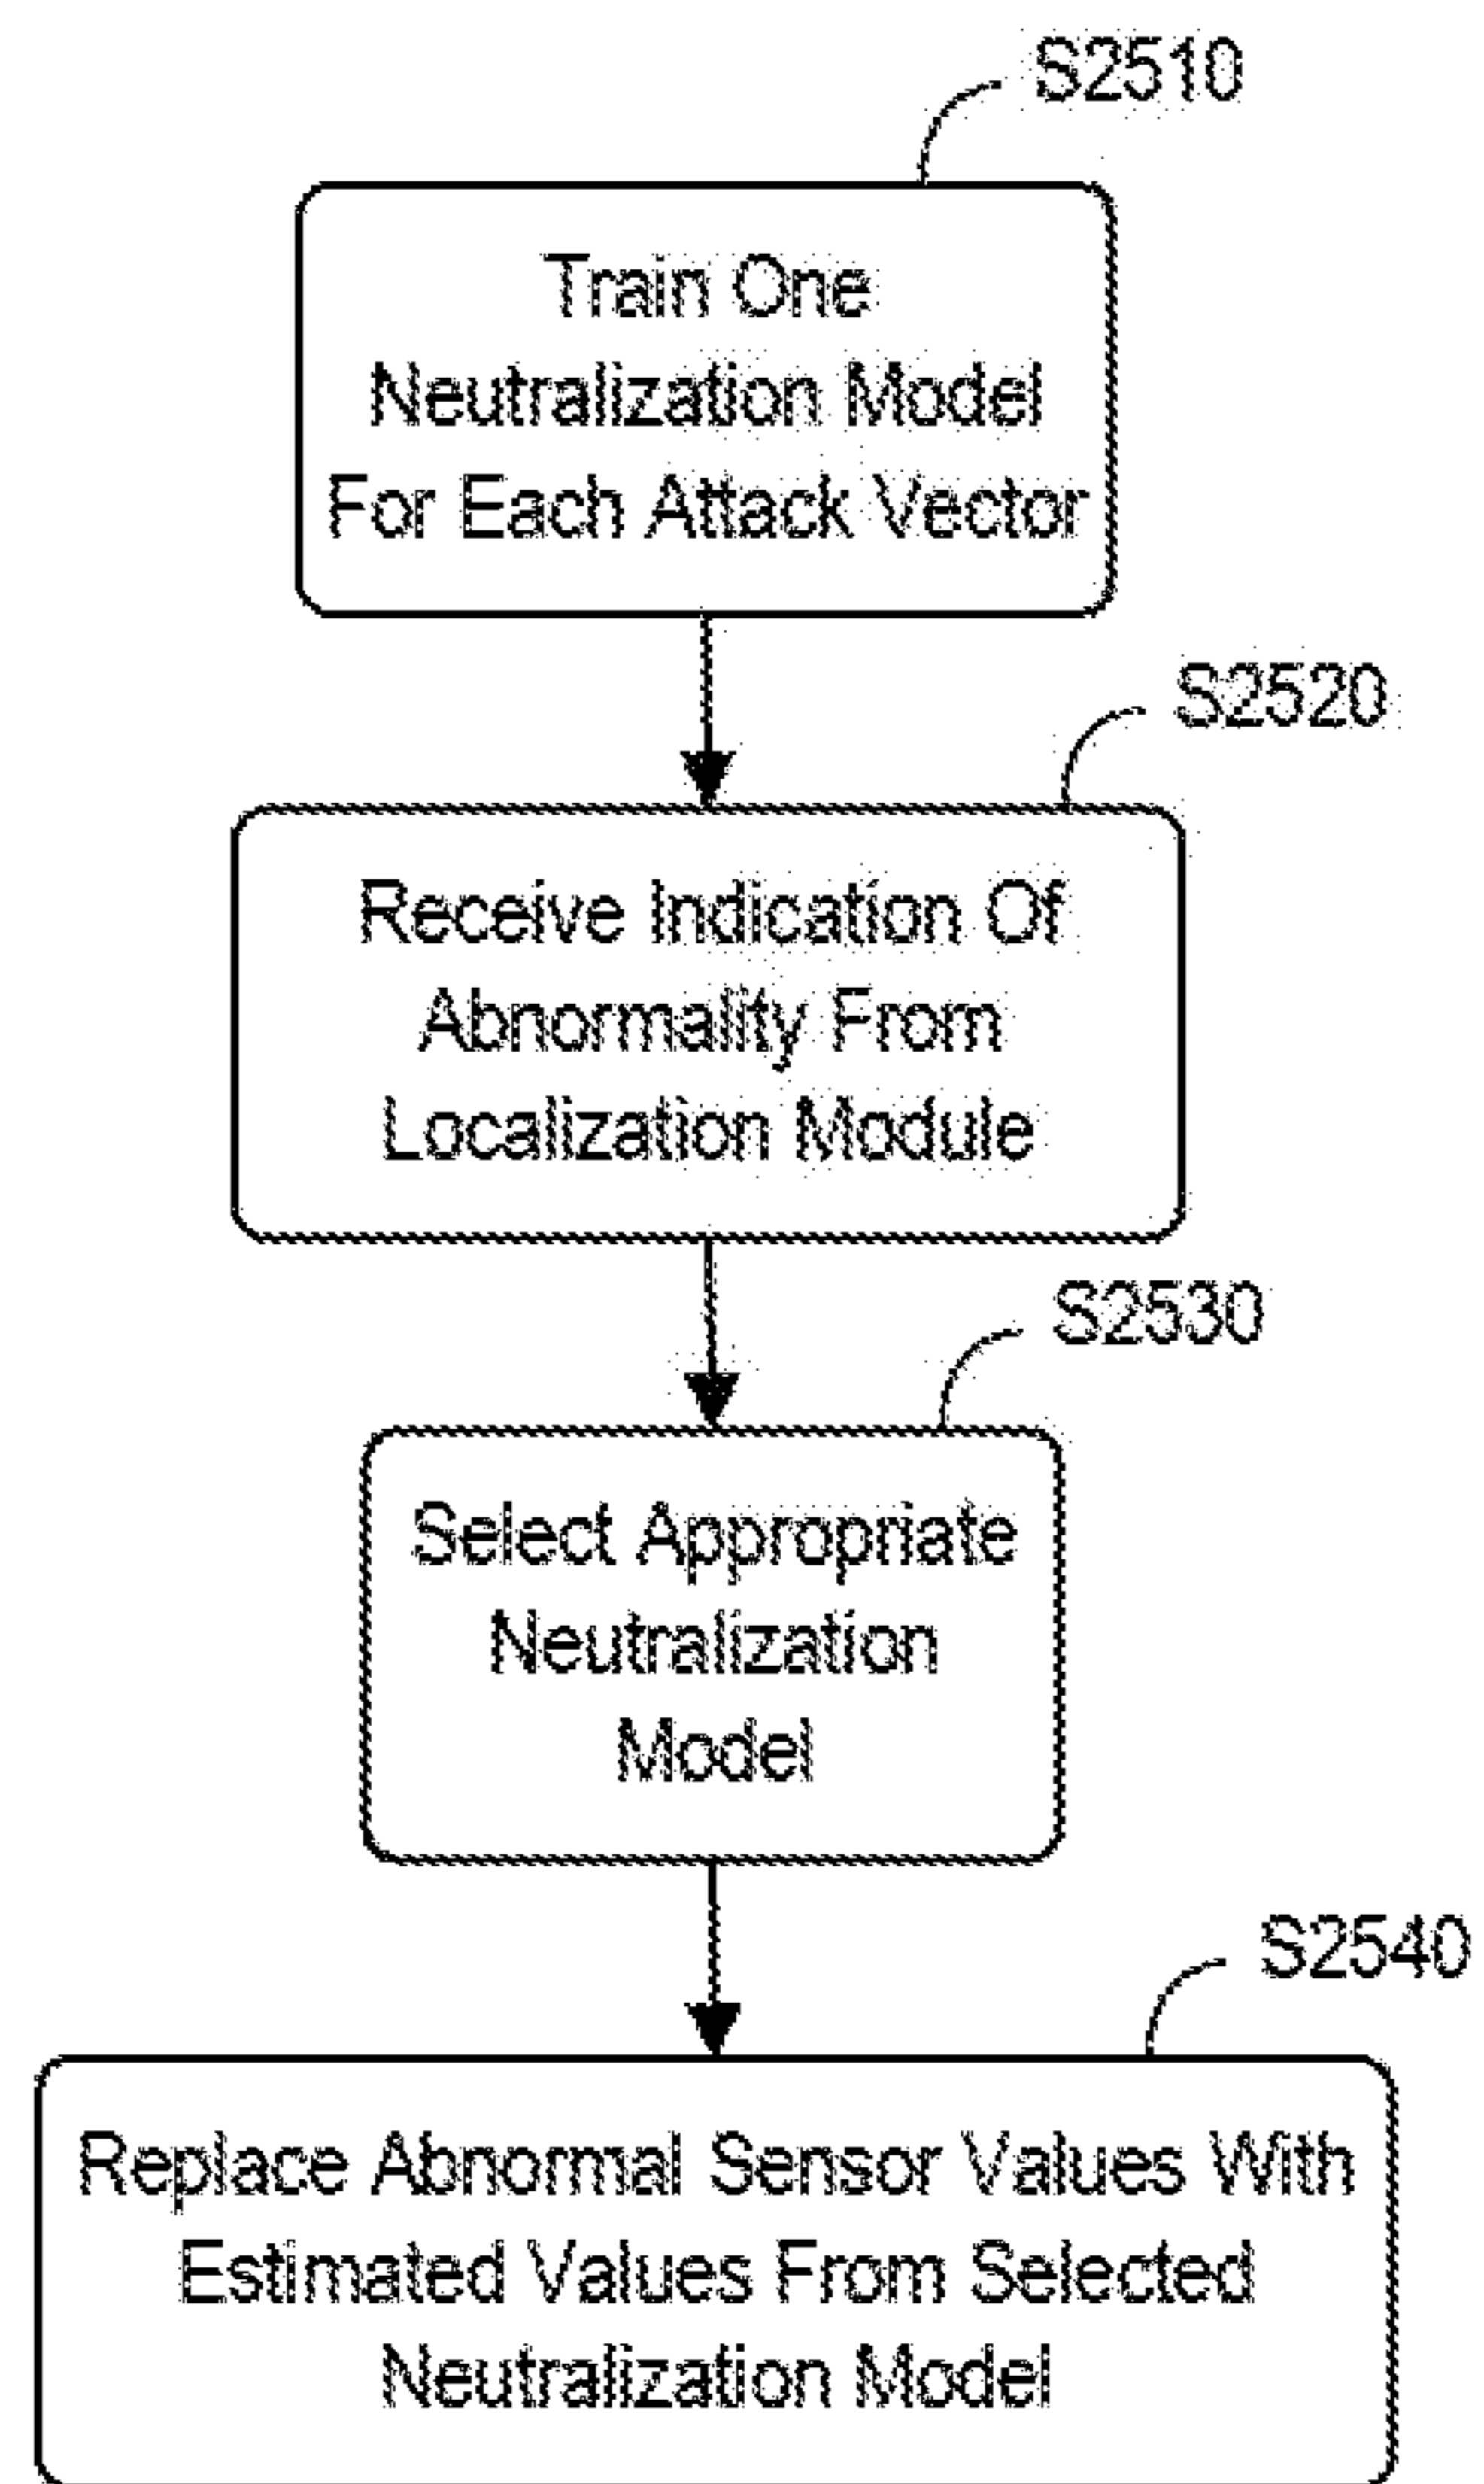 S2510
Train One
Neutralization Model
For Each Attack Vector
S2520
Receive Indication Of
Abnormality From
Localization Module
S2530
Select Appropriate
Neutralization
Model
S2540
Replace Abnormal Sensor Values With
Estimated Values From Selected
Neutralization Model